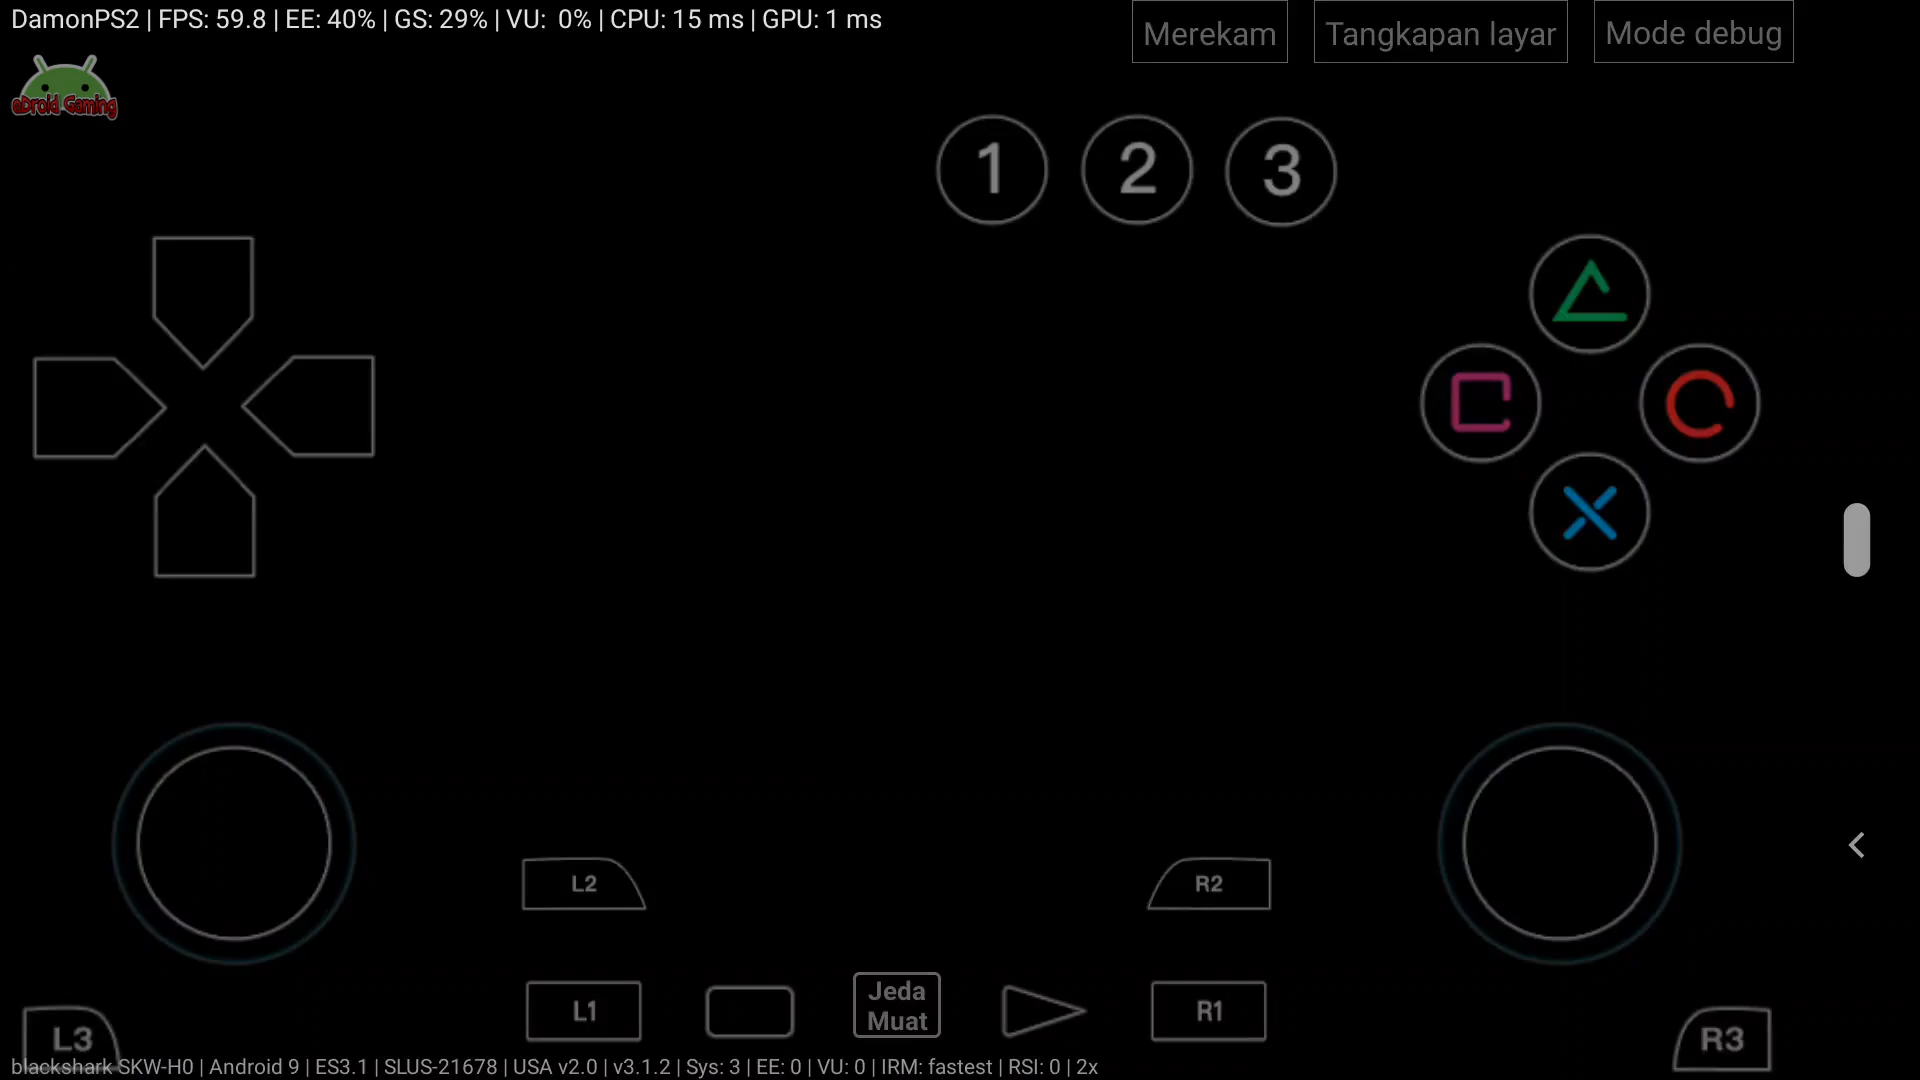 DamonPS2 | FPS: 59.8 | EE: 40% | GS: 29% | VU:  0% | CPU: 15 ms | GPU: 1 ms
Merekam
Tangkapan layar
Mode debug
eDroid Gaming
1
2
3
L2
R2
L1
Jeda
Muat
R1
L3
R3
blackshark SKW-H0 | Android 9 | ES3.1 | SLUS-21678 | USA v2.0 | v3.1.2 | Sys: 3 | EE: 0 | VU: 0 | IRM: fastest | RSI: 0 | 2x